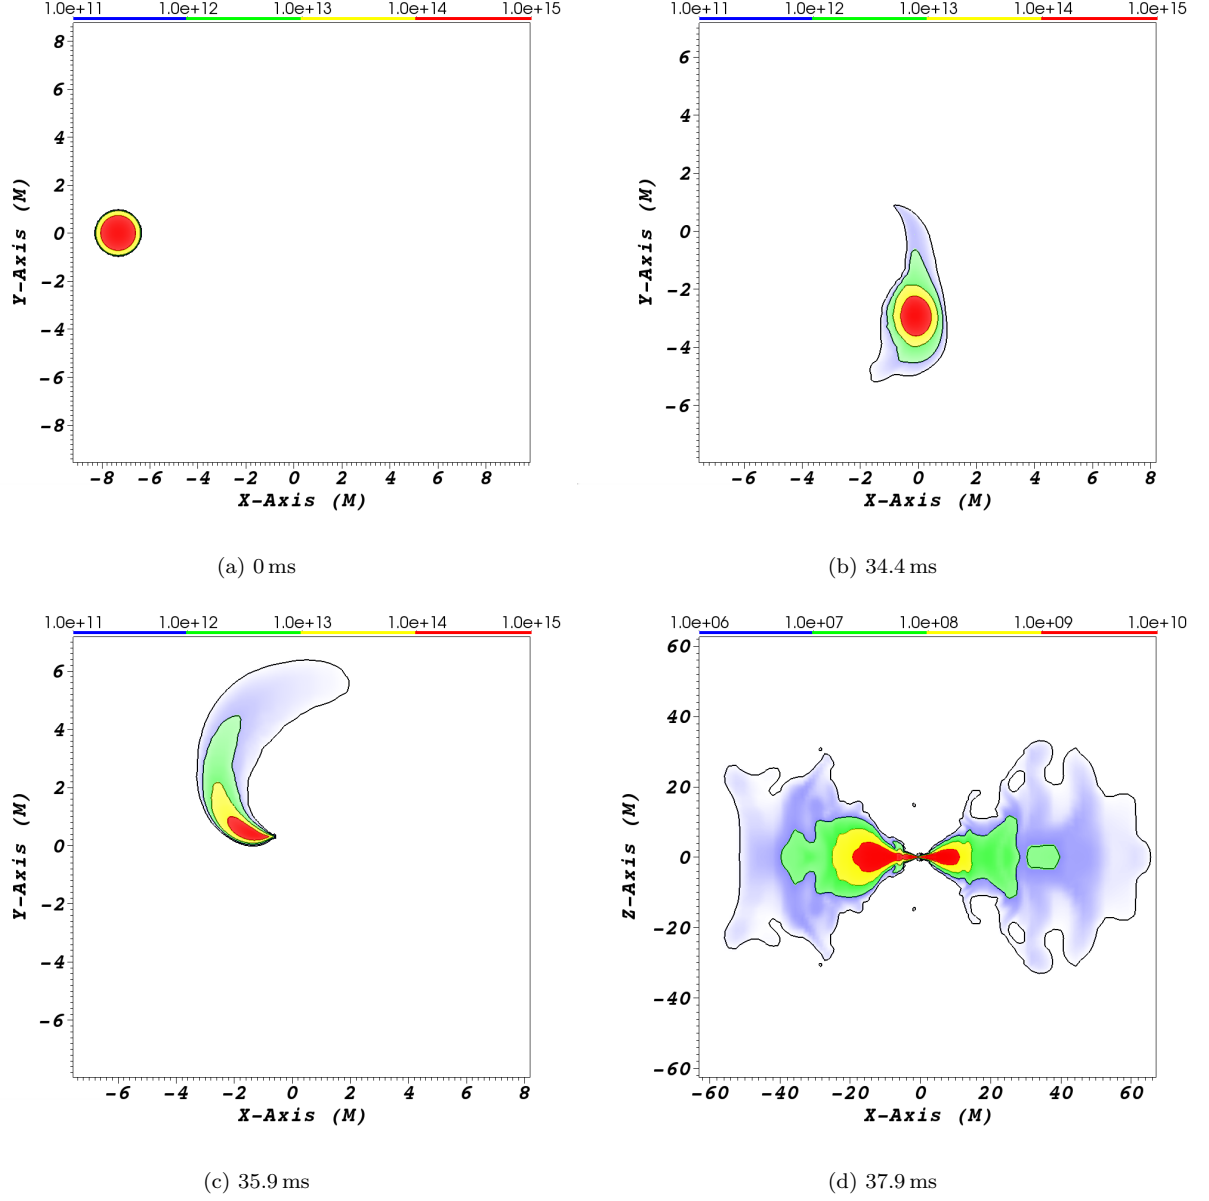 1.0e+11 1.0e+12 1.0e+13 1.0e+14 1.0e+15
8
6
4
2
0
−2
−4
−6
−8
Y-Axis (M)
−8 −6 −4 −2 0 2 4 6 8
X-Axis (M)
(a) 0 ms
1.0e+11 1.0e+12 1.0e+13 1.0e+14 1.0e+15
6
4
2
0
−2
−4
−6
Y-Axis (M)
−6 −4 −2 0 2 4 6 8
X-Axis (M)
(b) 34.4 ms
1.0e+11 1.0e+12 1.0e+13 1.0e+14 1.0e+15
6
4
2
0
−2
−4
−6
Y-Axis (M)
−6 −4 −2 0 2 4 6 8
X-Axis (M)
(c) 35.9 ms
1.0e+06 1.0e+07 1.0e+08 1.0e+09 1.0e+10
60
40
20
0
−20
−40
−60
Z-Axis (M)
−60 −40 −20 0 20 40 60
X-Axis (M)
(d) 37.9 ms